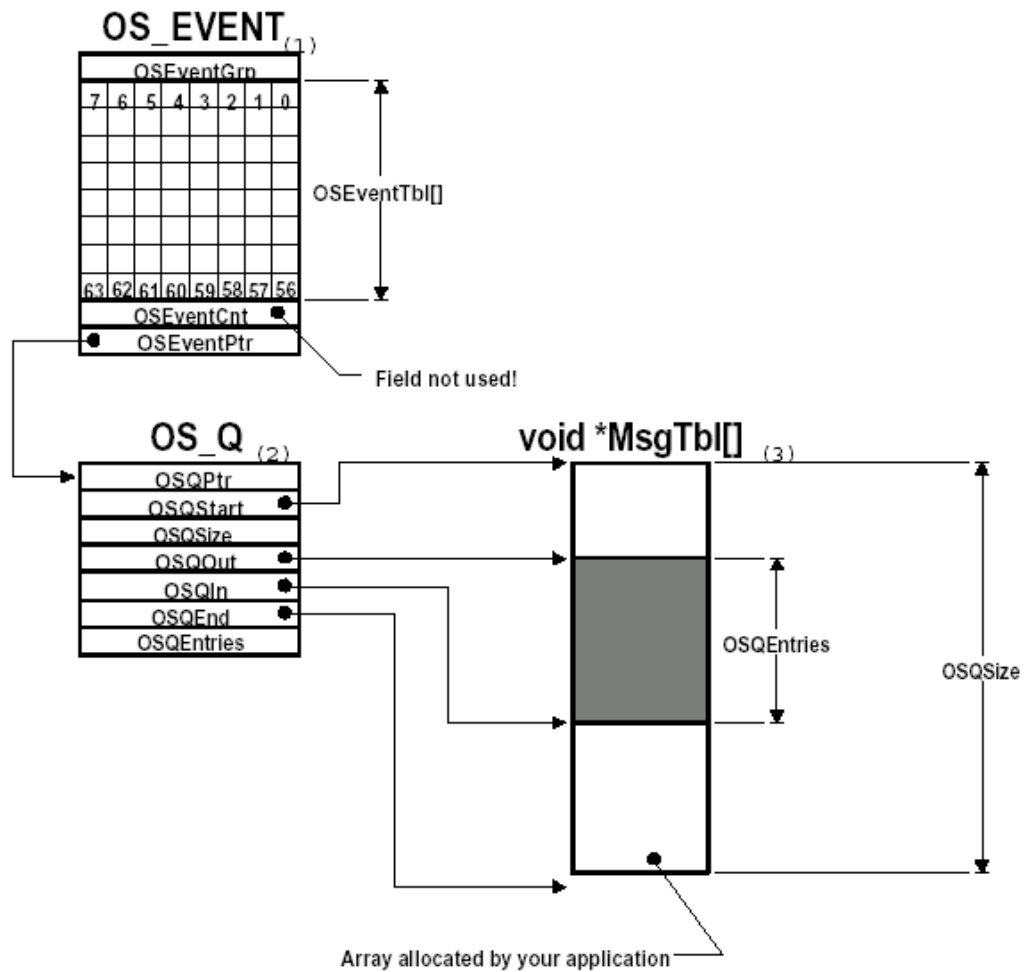 OS_EVENT (1)
OSEventGrp
7 6 5 4 3 2 1 0
OSEventTbl[]
63 62 61 60 59 58 57 56
OSEventCnt
OSEventPtr
Field not used!
OS_Q (2)
void *MsgTbl[] (3)
OSQPtr
OSQStart
OSQSize
OSQOut
OSQIn
OSQEnd
OSQEntries
OSQEntries
OSQSize
Array allocated by your application